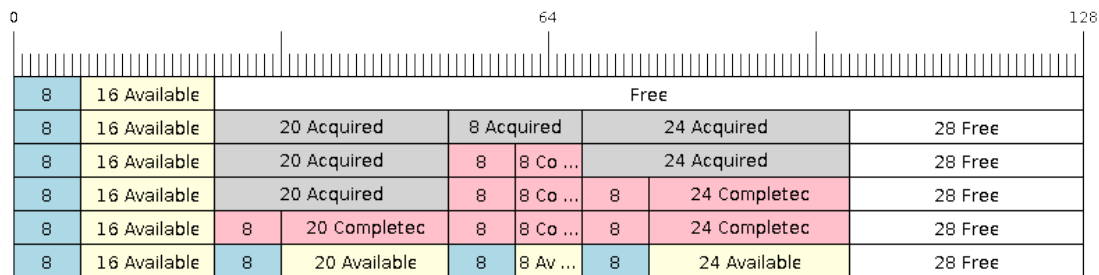 0 64 128
8 16 Available Free
8 16 Available 20 Acquired 8 Acquired 24 Acquired 28 Free
8 16 Available 20 Acquired 8 8 Co ... 24 Acquired 28 Free
8 16 Available 20 Acquired 8 8 Co ... 8 24 Completec 28 Free
8 16 Available 8 20 Completec 8 8 Co ... 8 24 Completec 28 Free
8 16 Available 8 20 Available 8 8 Av ... 8 24 Available 28 Free